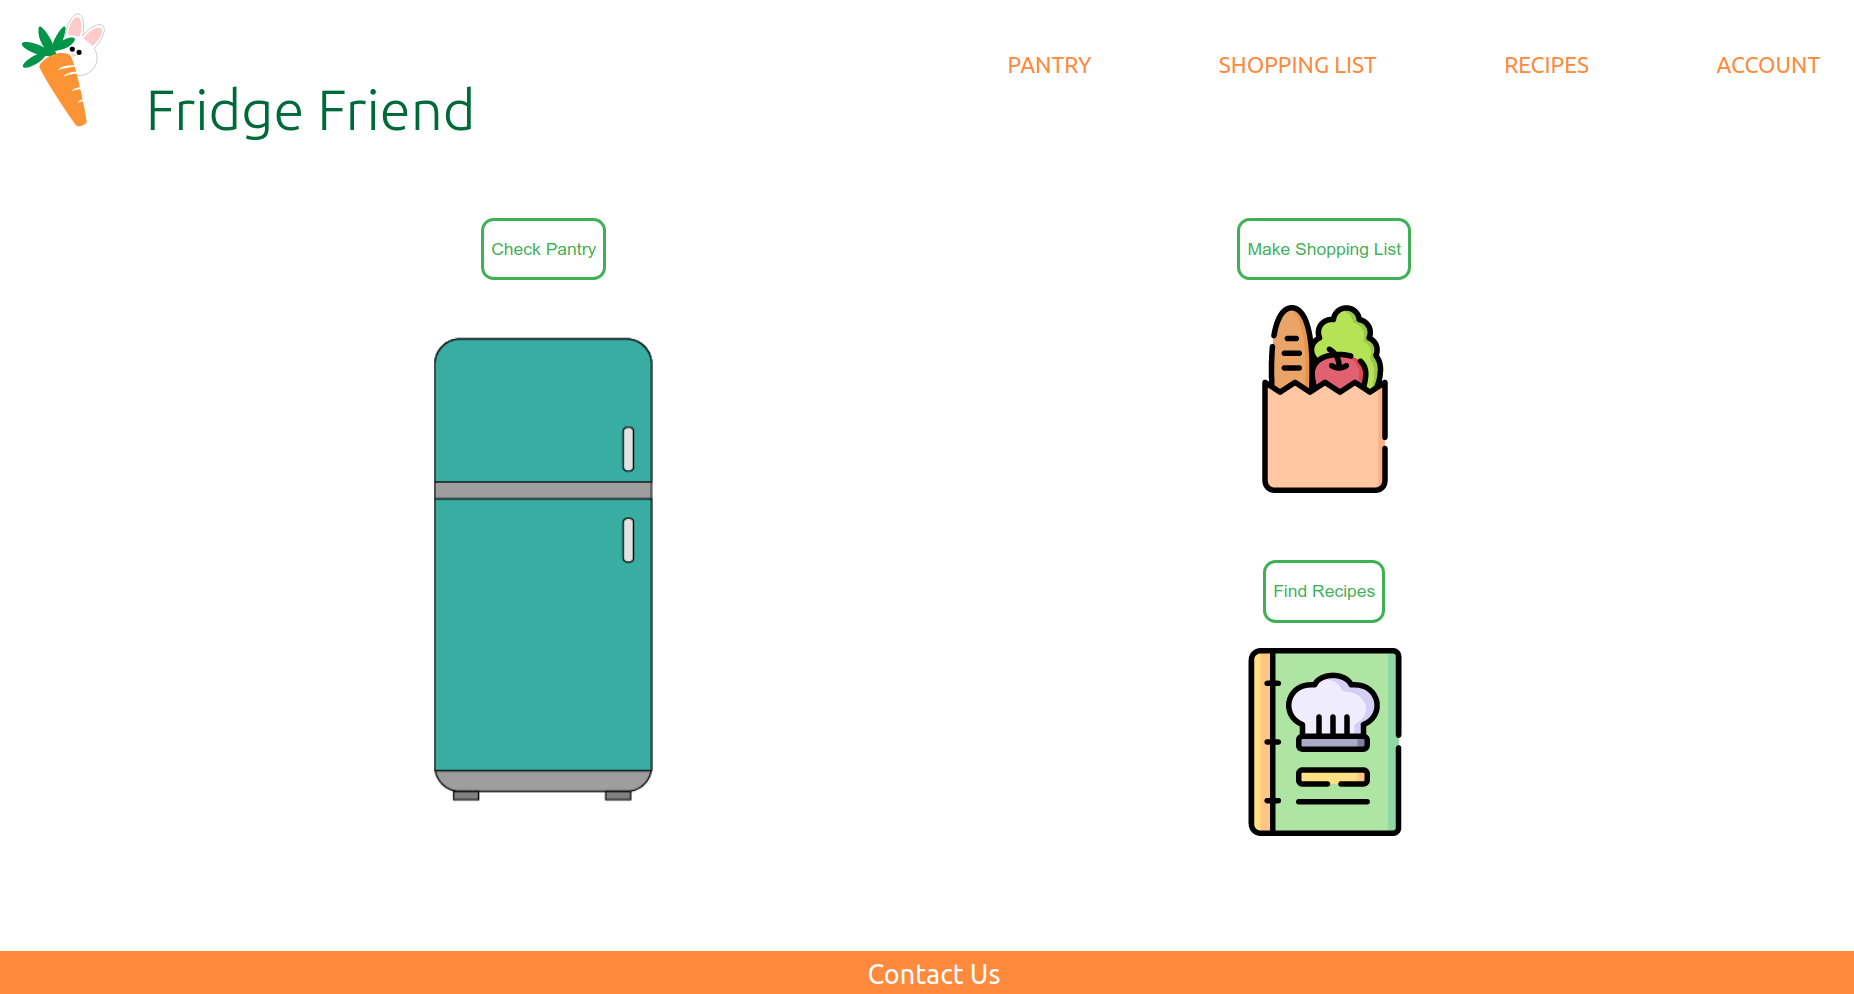 PANTRY
SHOPPING LIST
RECIPES
ACCOUNT
Fridge Friend
Check Pantry
Make Shopping List
Find Recipes
Contact Us